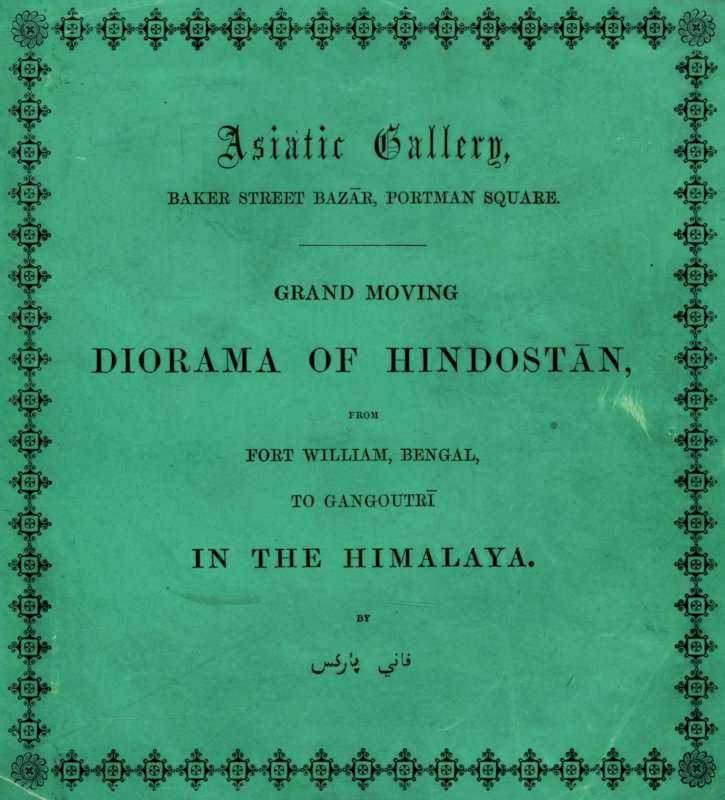 Asiatic Gallery,
BAKER STREET BAZĀR, PORTMAN SQUARE.
GRAND MOVING
DIORAMA OF HINDOSTĀN,
FROM
FORT WILLIAM, BENGAL,
TO GANGOUTRĪ
IN THE HIMALAYA.
BY
فاني پارکس